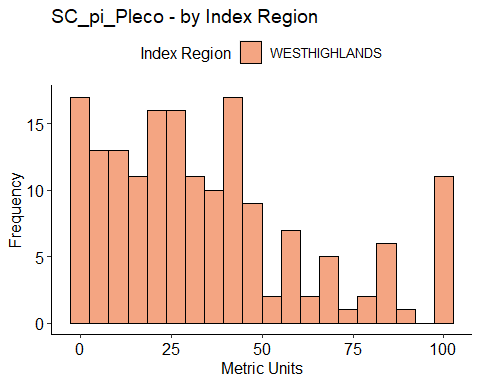 SC_pi_Pleco - by Index Region
Index Region WESTHIGHLANDS
15
10
5
0
Frequency
0 25 50 75 100
Metric Units